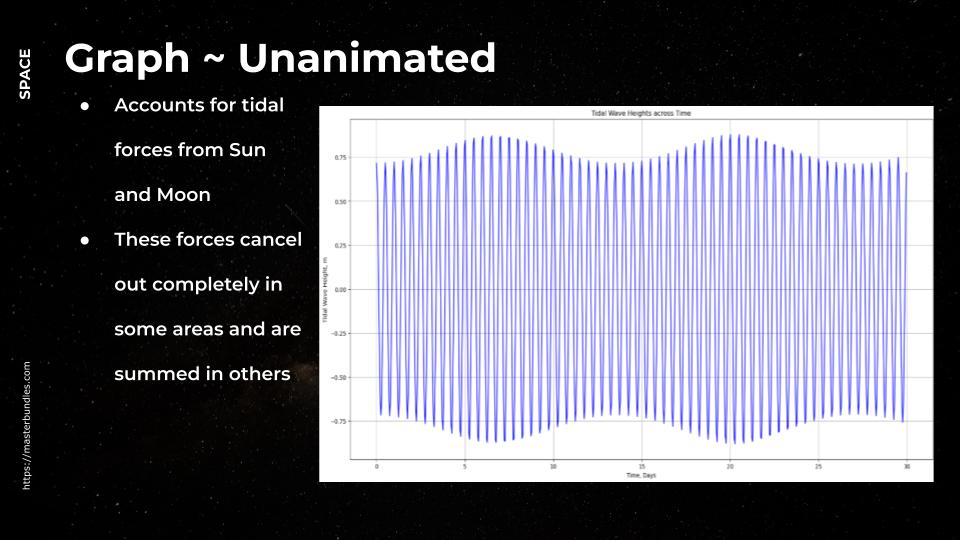 SPACE
Graph ~ Unanimated
● Accounts for tidal
forces from Sun
and Moon
● These forces cancel
out completely in
some areas and are
summed in others
Tidal Wave Heights across Time
Tidal Wave Height, m
0.75
0.50
0.25
0.00
−0.25
−0.50
−0.75
0 5 10 15 20 25 30
Time, Days
https://masterbundles.com